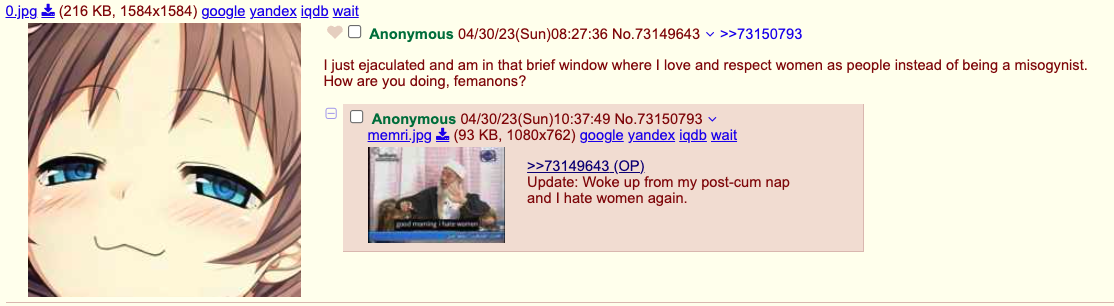 0.jpg (216 KB, 1584x1584) google yandex iqdb wait
Anonymous 04/30/23(Sun)08:27:36 No.73149643 >>73150793
I just ejaculated and am in that brief window where I love and respect women as people instead of being a misogynist.
How are you doing, femanons?
Anonymous 04/30/23(Sun)10:37:49 No.73150793
memri.jpg (93 KB, 1080x762) google yandex iqdb wait
>>73149643 (OP)
Update: Woke up from my post-cum nap
and I hate women again.
good morning i hate women